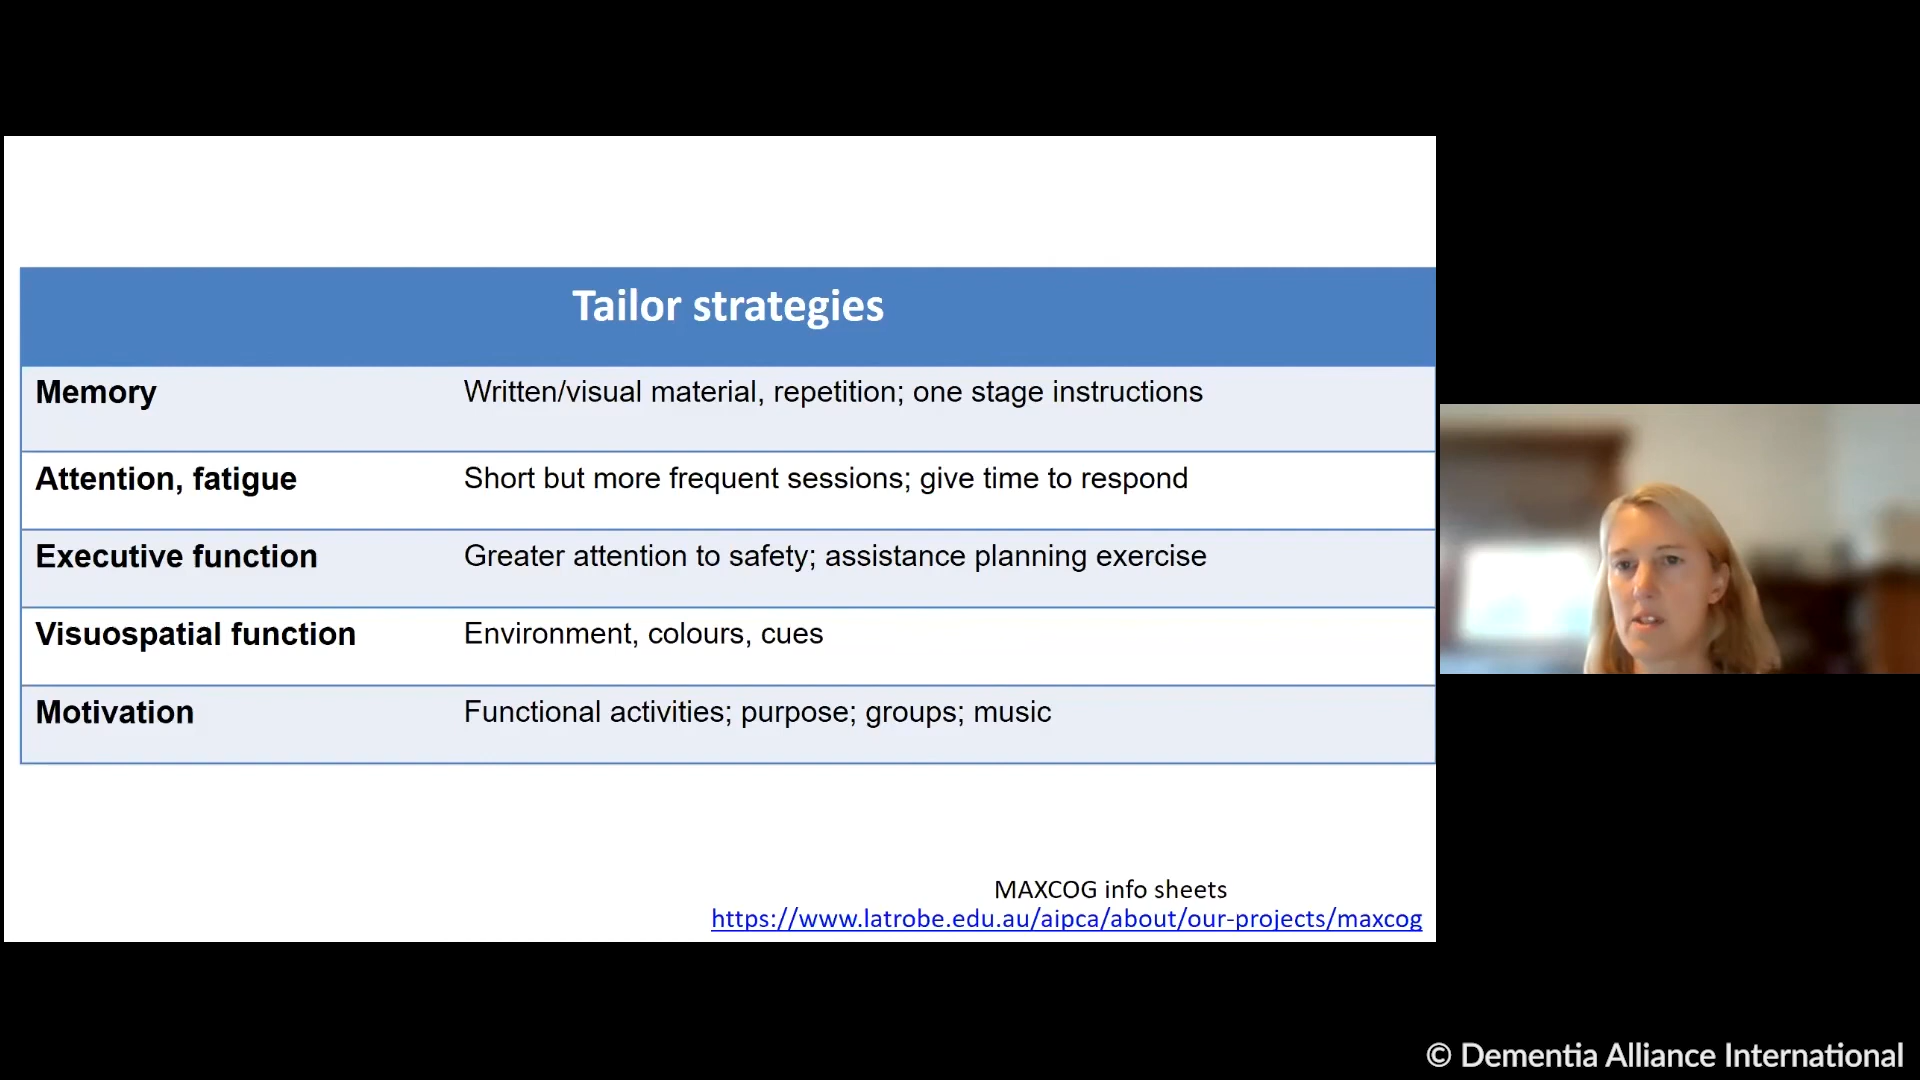 Tailor strategies
Memory Written/visual material, repetition; one stage instructions
Attention, fatigue Short but more frequent sessions; give time to respond
Executive function Greater attention to safety; assistance planning exercise
Visuospatial function Environment, colours, cues
Motivation Functional activities; purpose; groups; music
MAXCOG info sheets
https://www.latrobe.edu.au/aipca/about/our-projects/maxcog
© Dementia Alliance International